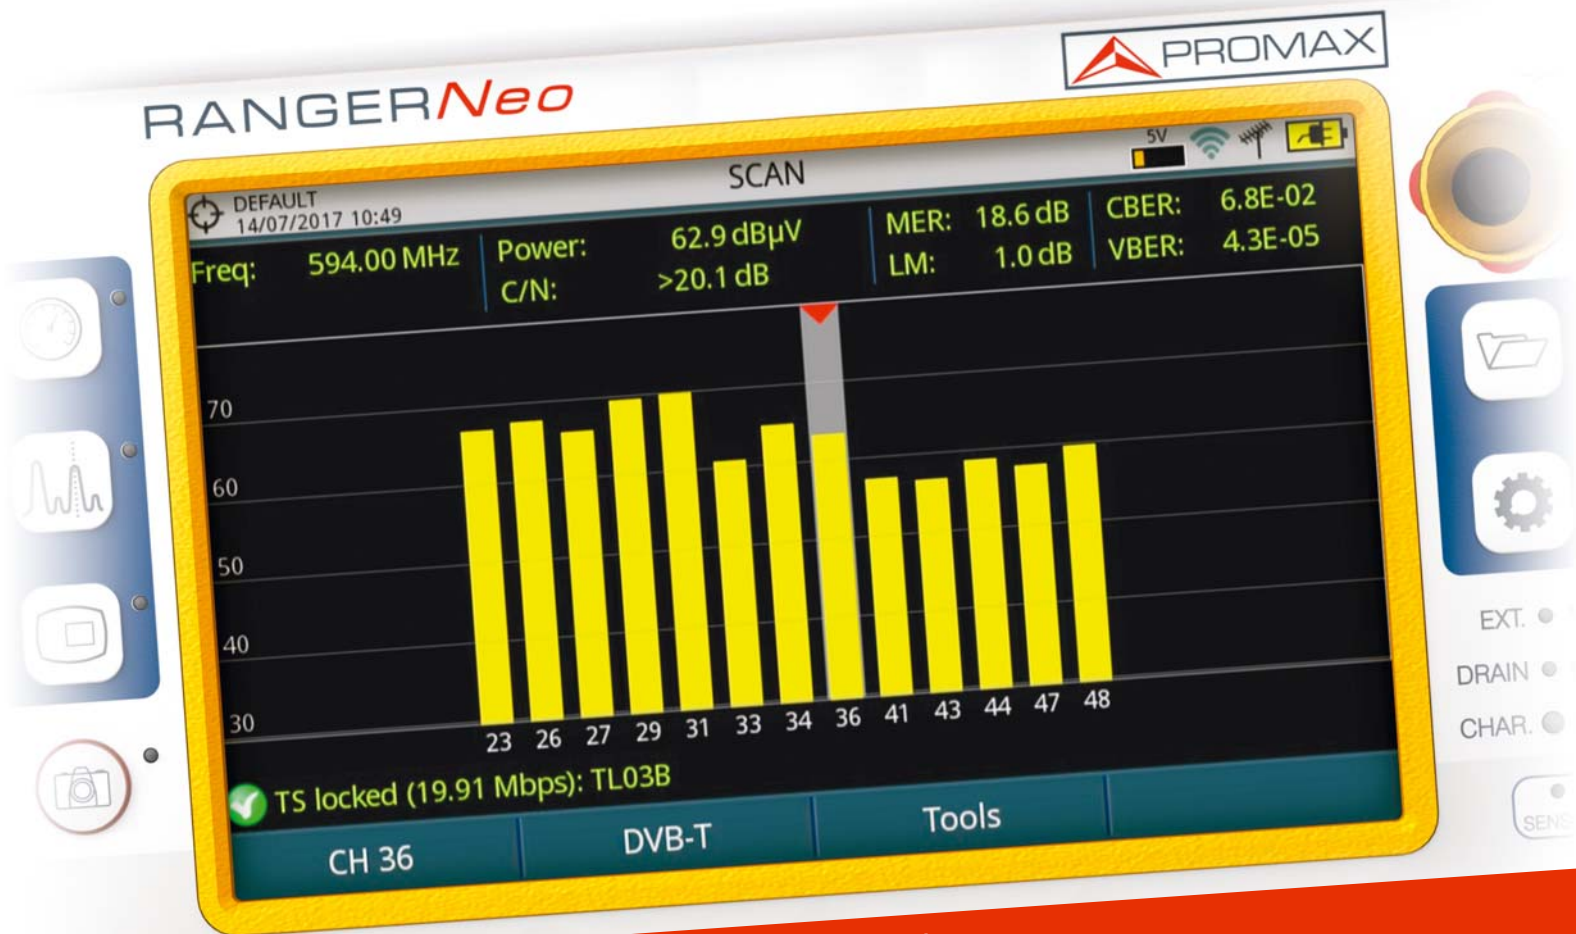 RANGERNeo
PROMAX
DEFAULT
14/07/2017 10:49
SCAN
5V
Freq: 594.00 MHz
Power: 62.9 dBµV
C/N: >20.1 dB
MER: 18.6 dB
LM: 1.0 dB
CBER: 6.8E-02
VBER: 4.3E-05
70
60
50
40
30
23 26 27 29 31 33 34 36 41 43 44 47 48
TS locked (19.91 Mbps): TL03B
CH 36 DVB-T Tools
EXT.
DRAIN
CHAR.